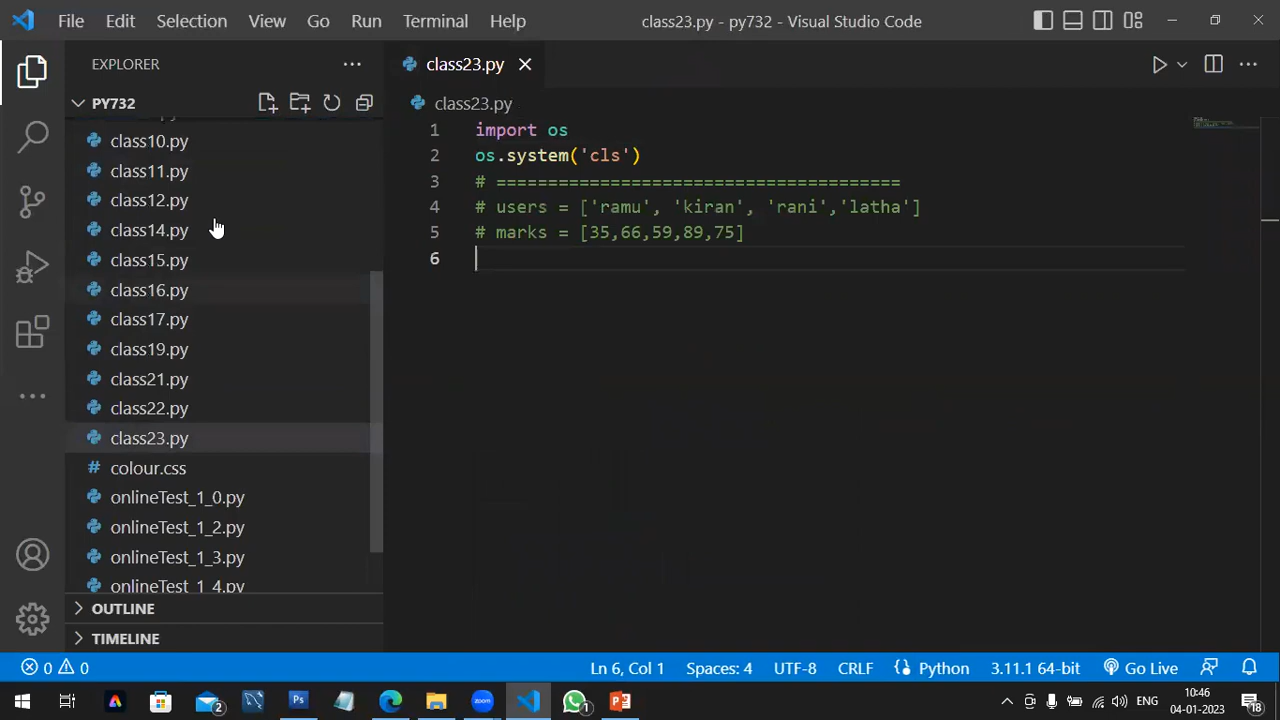 File Edit Selection View Go Run Terminal Help class23.py - py732 - Visual Studio Code
EXPLORER
PY732
class10.py
class11.py
class12.py
class14.py
class15.py
class16.py
class17.py
class19.py
class21.py
class22.py
class23.py
colour.css
onlineTest_1_0.py
onlineTest_1_2.py
onlineTest_1_3.py
onlineTest_1_4.py
OUTLINE
TIMELINE
class23.py
class23.py
1 import os
2 os.system('cls')
3 # =======================================
4 # users = ['ramu', 'kiran', 'rani','latha']
5 # marks = [35,66,59,89,75]
6
0 0 Ln 6, Col 1 Spaces: 4 UTF-8 CRLF Python 3.11.1 64-bit Go Live
Ps zoom ENG 10:46
04-01-2023
2
1
18